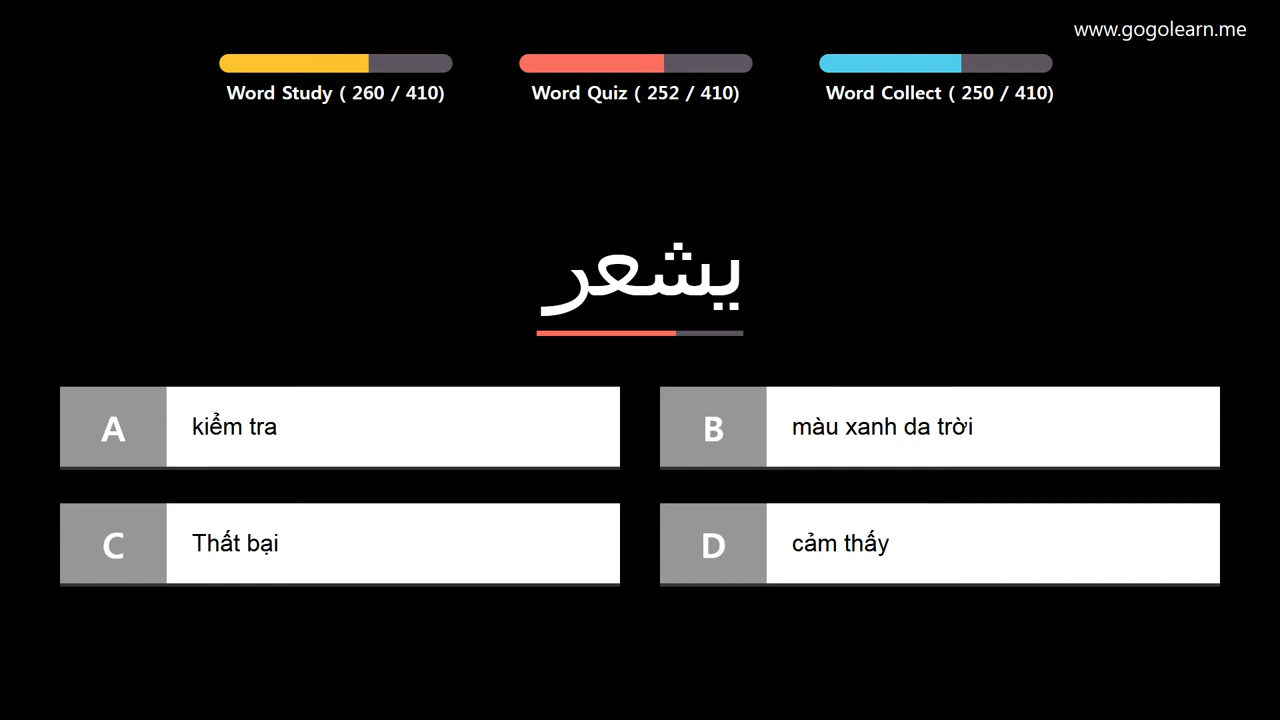 www.gogolearn.me
Word Study ( 260 / 410)
Word Quiz ( 252 / 410)
Word Collect ( 250 / 410)
يشعر
A kiểm tra
B màu xanh da trời
C Thất bại
D cảm thấy